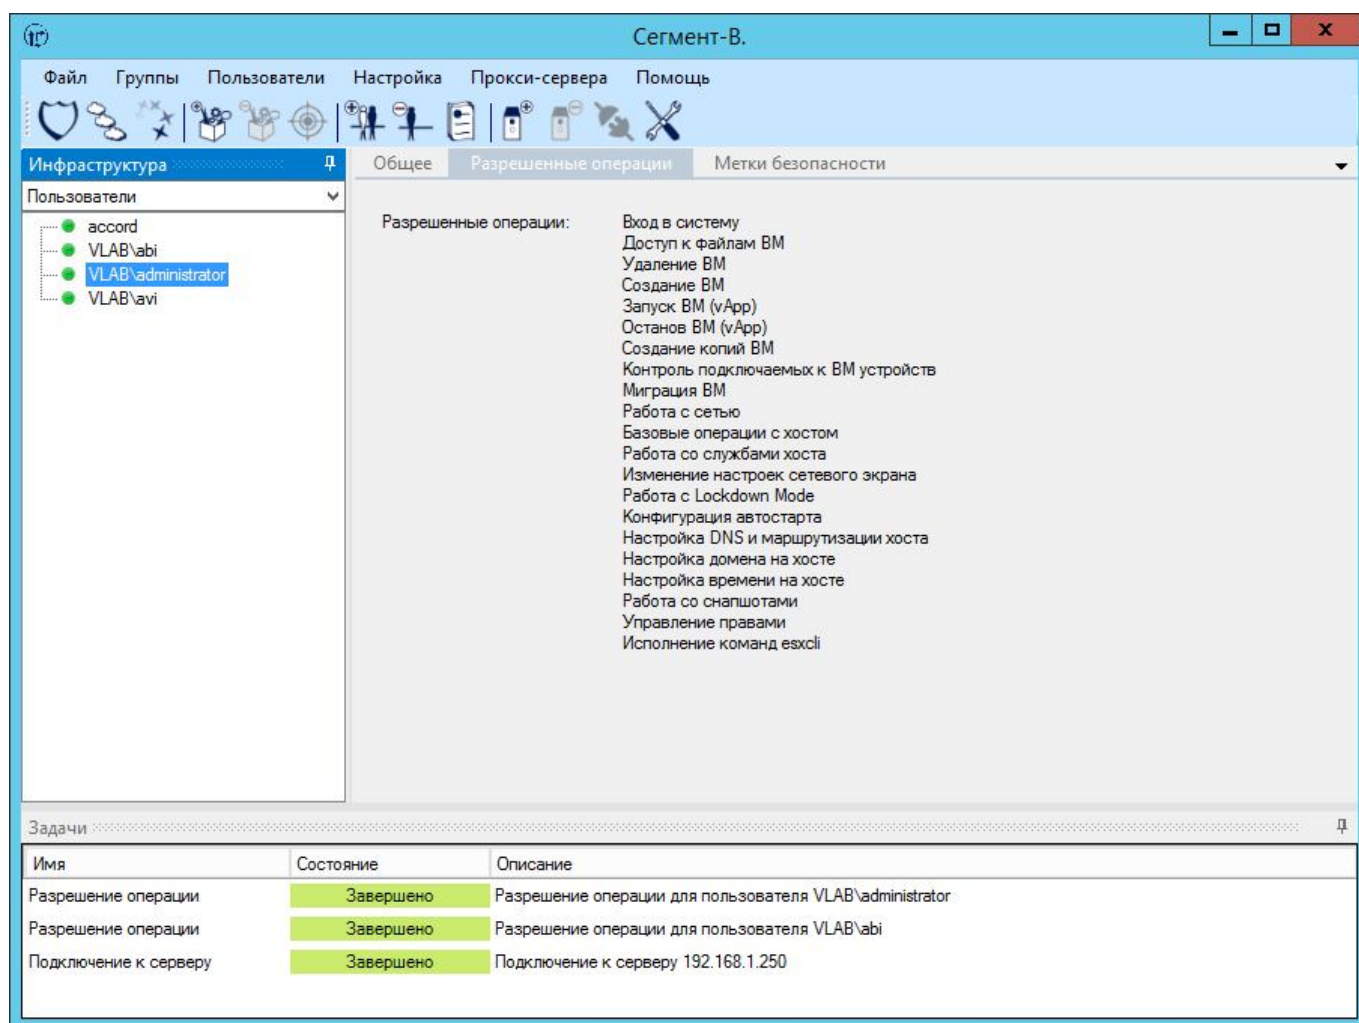 Сегмент-В.
Файл Группы Пользователи Настройка Прокси-сервера Помощь
Инфраструктура
Общее Разрешенные операции Метки безопасности
Пользователи
accord
VLAB\abi
VLAB\administrator
VLAB\avi
Разрешенные операции: Вход в систему
Доступ к файлам ВМ
Удаление ВМ
Создание ВМ
Запуск ВМ (vApp)
Останов ВМ (vApp)
Создание копий ВМ
Контроль подключаемых к ВМ устройств
Миграция ВМ
Работа с сетью
Базовые операции с хостом
Работа со службами хоста
Изменение настроек сетевого экрана
Работа с Lockdown Mode
Конфигурация автостарта
Настройка DNS и маршрутизации хоста
Настройка домена на хосте
Настройка времени на хосте
Работа со снапшотами
Управление правами
Исполнение команд esxcli
Задачи
Имя Состояние Описание
Разрешение операции Завершено Разрешение операции для пользователя VLAB\administrator
Разрешение операции Завершено Разрешение операции для пользователя VLAB\abi
Подключение к серверу Завершено Подключение к серверу 192.168.1.250